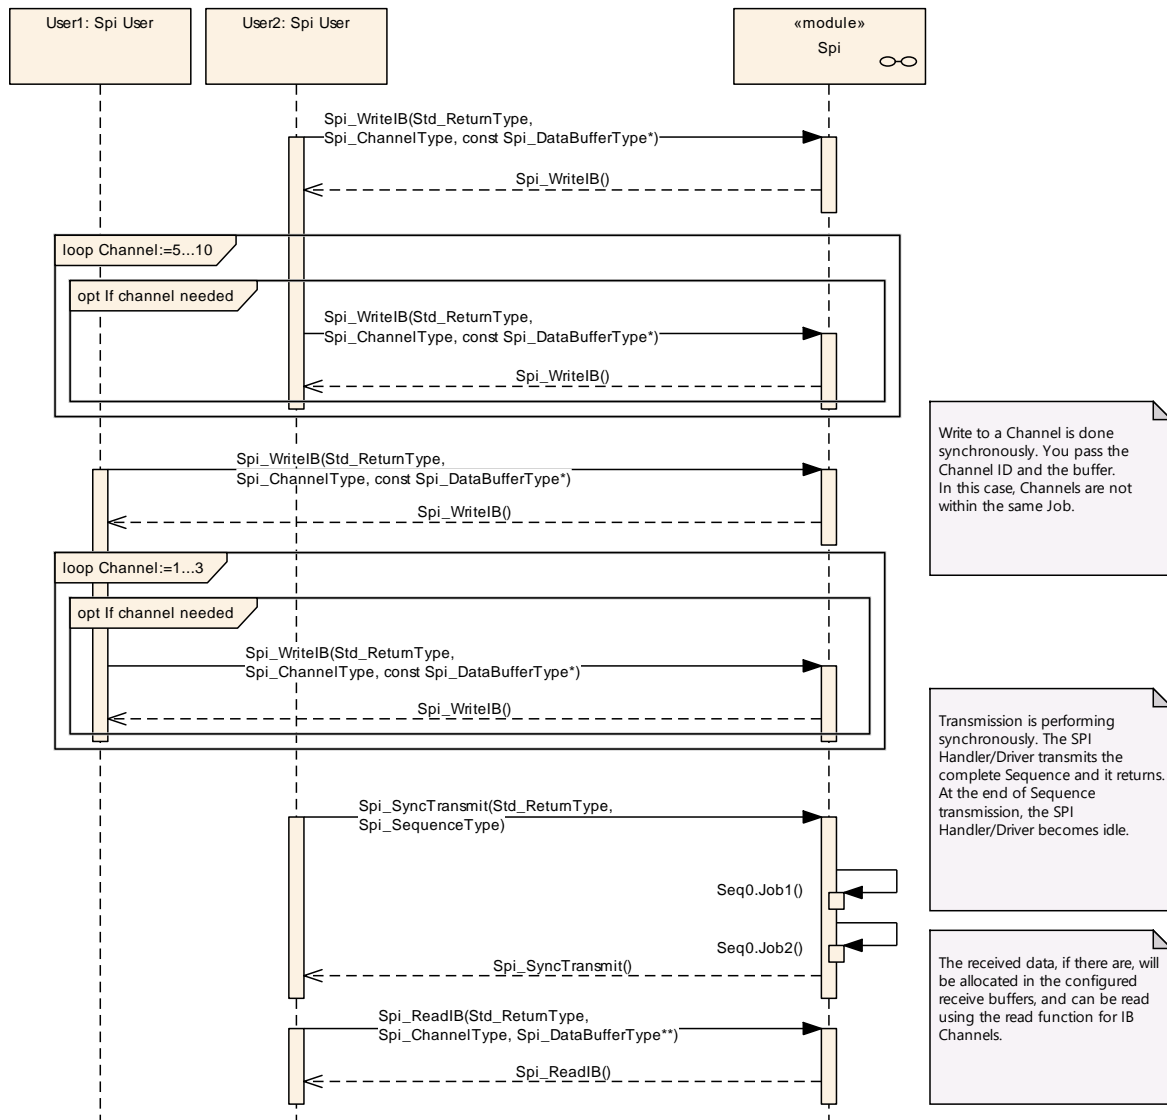 User1: Spi User
User2: Spi User
«module»
Spi
Spi_WriteIB(Std_ReturnType,
Spi_ChannelType, const Spi_DataBufferType*)
Spi_WriteIB()
loop Channel:=5...10
opt If channel needed
Spi_WriteIB(Std_ReturnType,
Spi_ChannelType, const Spi_DataBufferType*)
Spi_WriteIB()
Write to a Channel is done
synchronously. You pass the
Channel ID and the buffer.
In this case, Channels are not
within the same Job.
Spi_WriteIB(Std_ReturnType,
Spi_ChannelType, const Spi_DataBufferType*)
Spi_WriteIB()
loop Channel:=1...3
opt If channel needed
Spi_WriteIB(Std_ReturnType,
Spi_ChannelType, const Spi_DataBufferType*)
Spi_WriteIB()
Transmission is performing
synchronously. The SPI
Handler/Driver transmits the
complete Sequence and it returns.
At the end of Sequence
transmission, the SPI
Handler/Driver becomes idle.
Spi_SyncTransmit(Std_ReturnType,
Spi_SequenceType)
Seq0.Job1()
Seq0.Job2()
Spi_SyncTransmit()
The received data, if there are, will
be allocated in the configured
receive buffers, and can be read
using the read function for IB
Channels.
Spi_ReadIB(Std_ReturnType,
Spi_ChannelType, Spi_DataBufferType**)
Spi_ReadIB()